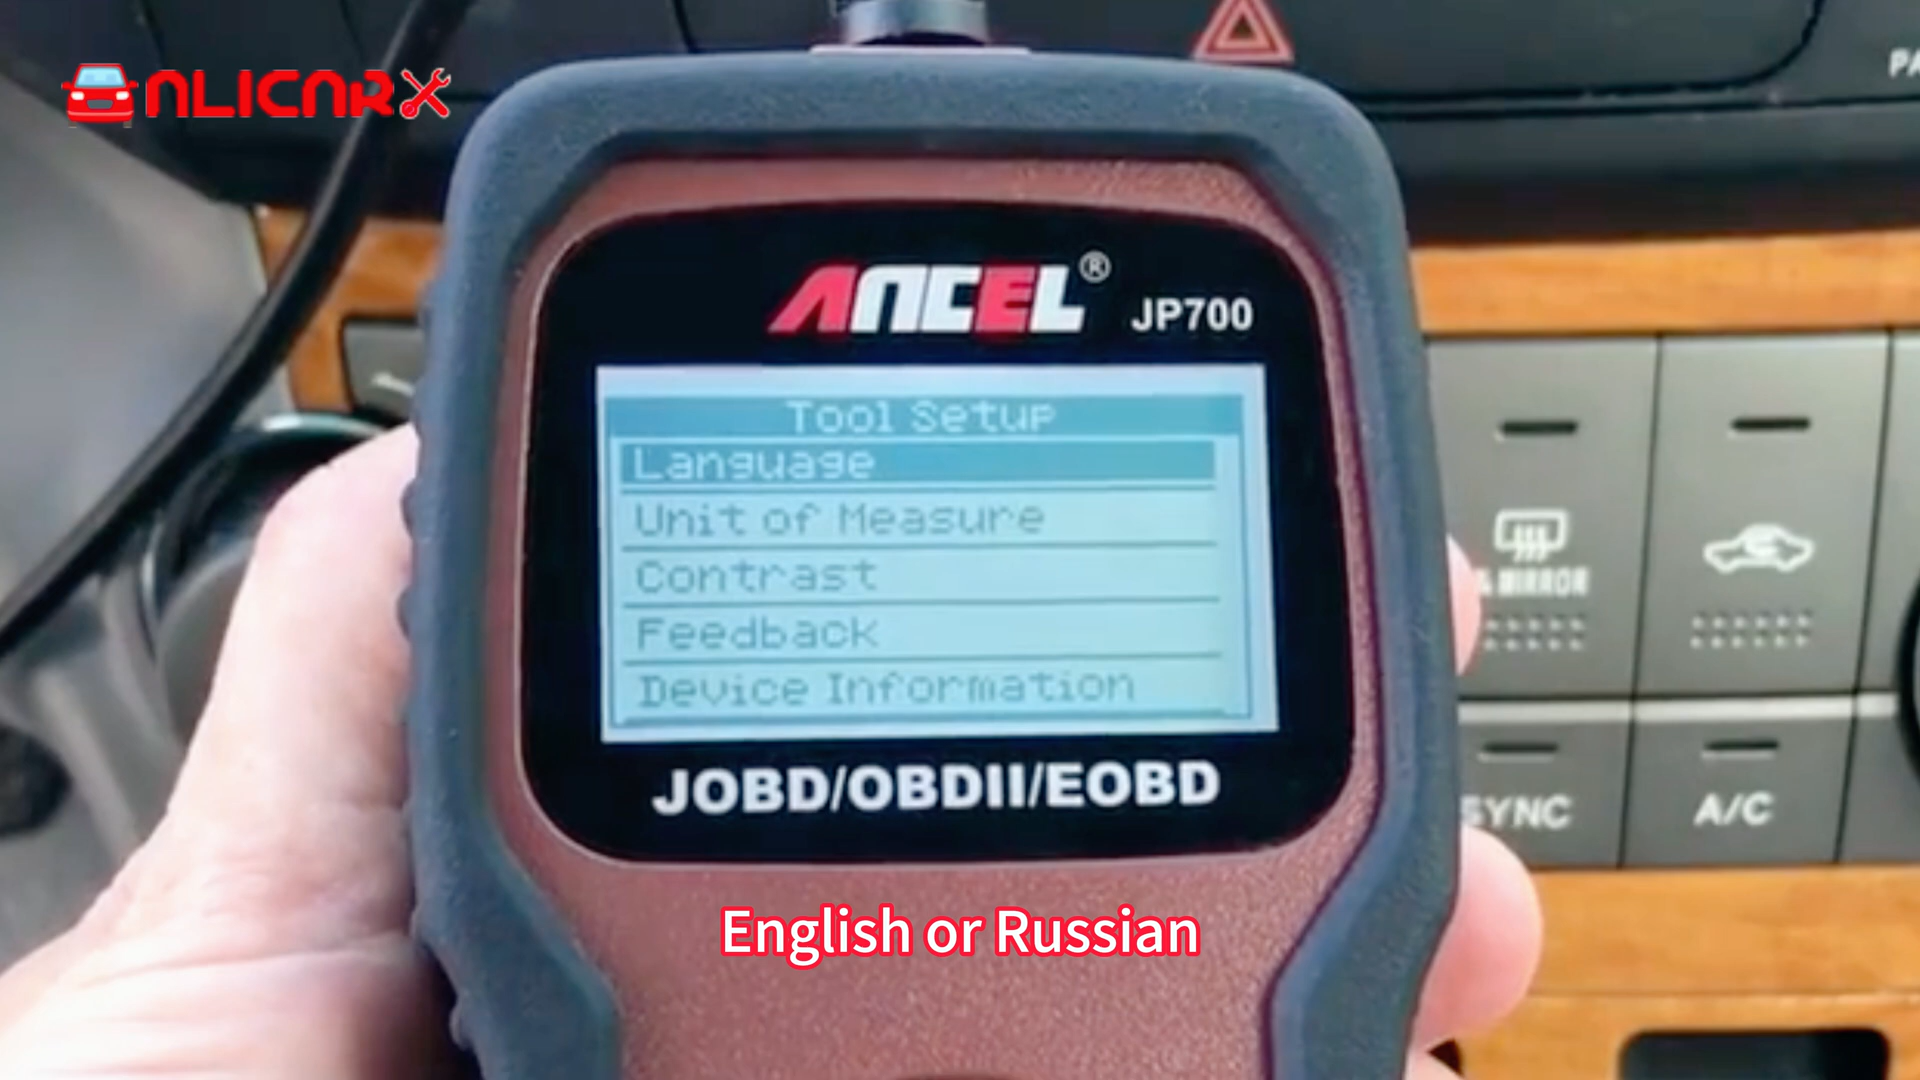 ALICARX
PA
ANCEL®
JP700
Tool Setup
Language
Unit of Measure
Contrast
Feedback
Device Information
JOBD/OBDII/EOBD
& MIRROR
SYNC
A/C
English or Russian